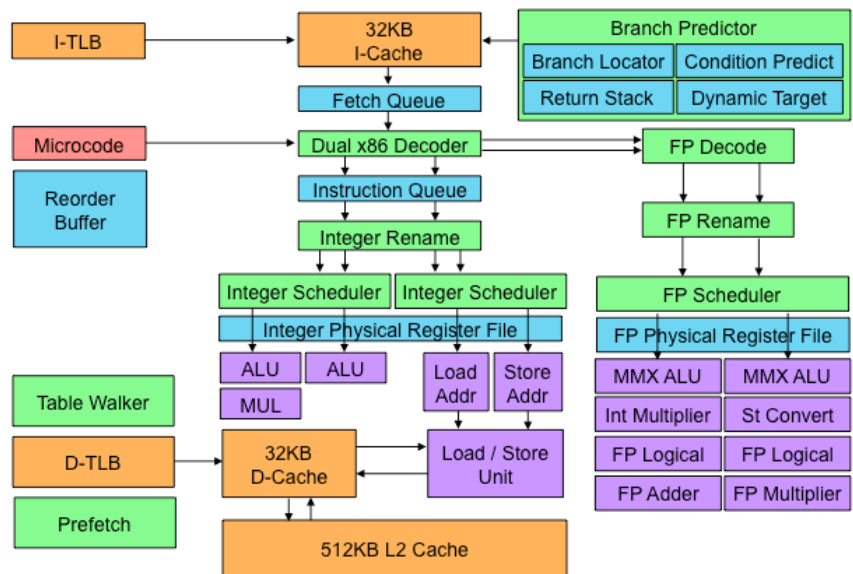 I-TLB
32KB
I-Cache
Branch Predictor
Branch Locator
Condition Predict
Return Stack
Dynamic Target
Fetch Queue
Microcode
Dual x86 Decoder
FP Decode
Reorder
Buffer
Instruction Queue
Integer Rename
FP Rename
Integer Scheduler
Integer Scheduler
FP Scheduler
Integer Physical Register File
FP Physical Register File
ALU
ALU
MUL
Load
Addr
Store
Addr
MMX ALU
MMX ALU
Int Multiplier
St Convert
FP Logical
FP Logical
FP Adder
FP Multiplier
Table Walker
D-TLB
32KB
D-Cache
Load / Store
Unit
Prefetch
512KB L2 Cache